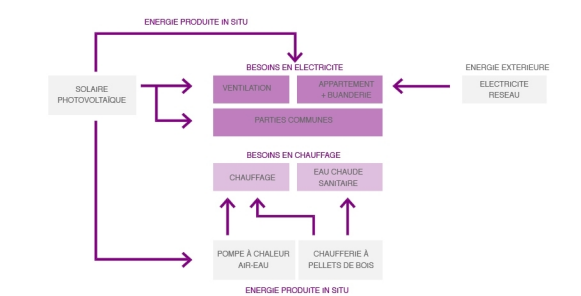 ENERGIE PRODUITE IN SITU
BESOINS EN ELECTRICITE
ENERGIE EXTERIEURE
SOLAIRE
PHOTOVOLTAÏQUE
VENTILATION
APPARTEMENT
+ BUANDERIE
ELECTRICITE
RESEAU
PARTIES COMMUNES
BESOINS EN CHAUFFAGE
CHAUFFAGE
EAU CHAUDE
SANITAIRE
POMPE À CHALEUR
AIR-EAU
CHAUFFERIE À
PELLETS DE BOIS
ENERGIE PRODUITE IN SITU